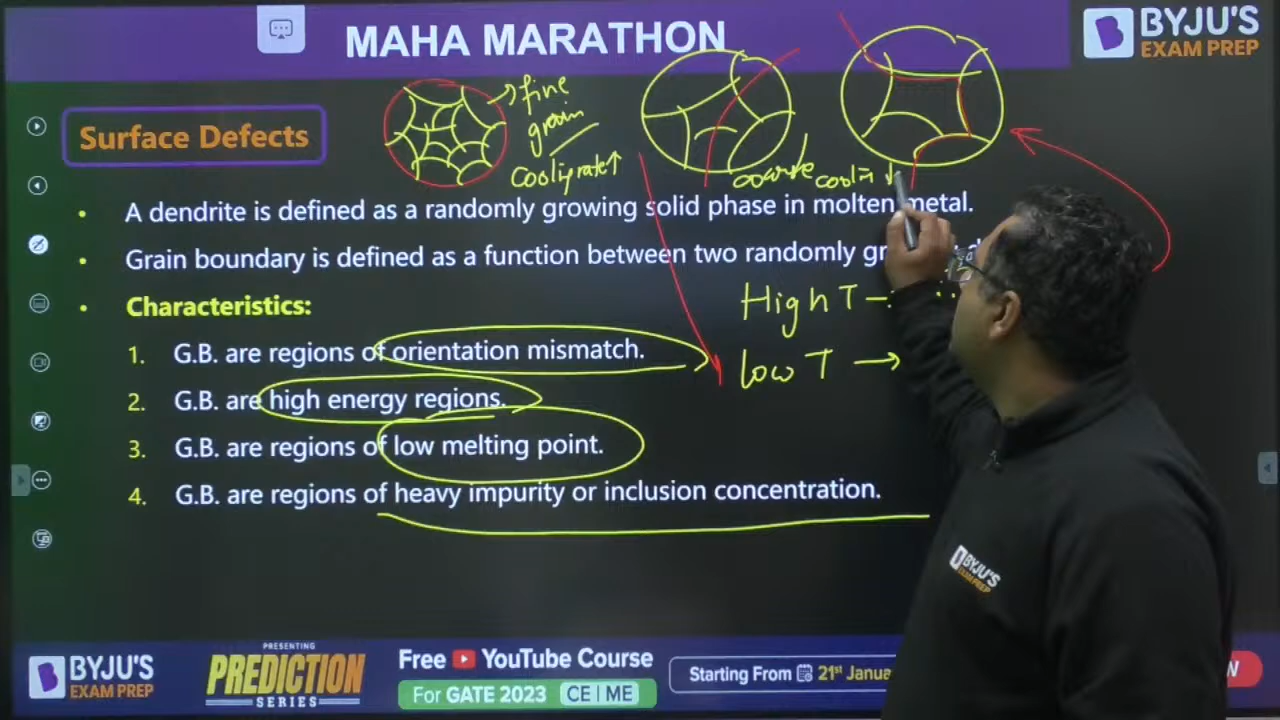 MAHA MARATHON
BYJU'S
EXAM PREP
Surface Defects
fine
grain
cooling rate↑
coarse
cool= ↓
• A dendrite is defined as a randomly growing solid phase in molten metal.
• Grain boundary is defined as a function between two randomly
• Characteristics:
High T –
low T →
1. G.B. are regions of orientation mismatch.
2. G.B. are high energy regions.
3. G.B. are regions of low melting point.
4. G.B. are regions of heavy impurity or inclusion concentration.
BYJU'S
EXAM PREP
BYJU'S
EXAM PREP
PRESENTING
PREDICTION
SERIES
Free YouTube Course
For GATE 2023 CE | ME
Starting From 21st